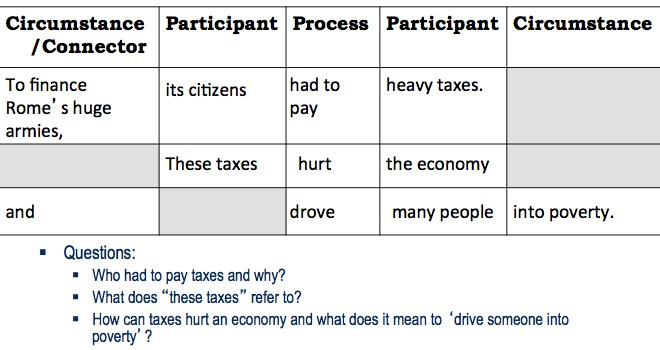 Circumstance Participant Process Participant Circumstance
/Connector
To finance its citizens had to heavy taxes.
Rome’s huge pay
armies,
These taxes hurt the economy
and drove many people into poverty.
▪ Questions:
▪ Who had to pay taxes and why?
▪ What does “these taxes” refer to?
▪ How can taxes hurt an economy and what does it mean to ‘drive someone into
poverty’?